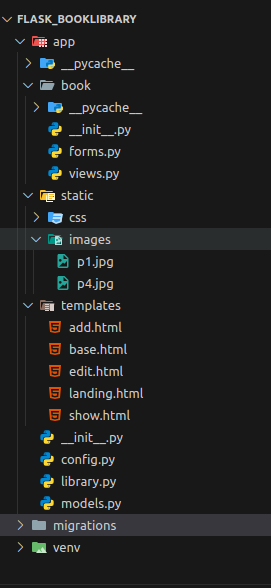 FLASK_BOOKLIBRARY
app
__pycache__
book
__pycache__
__init__.py
forms.py
views.py
static
css
images
p1.jpg
p4.jpg
templates
add.html
base.html
edit.html
landing.html
show.html
__init__.py
config.py
library.py
models.py
migrations
venv